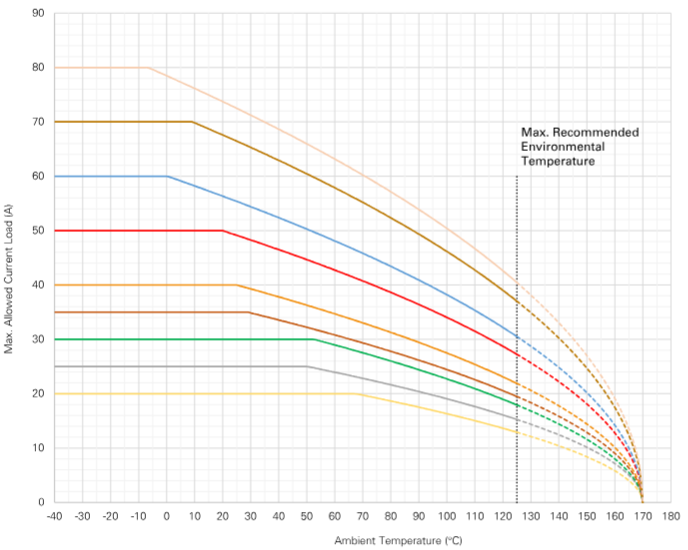 90
80
70
60
50
40
30
20
10
0
Max. Allowed Current Load (A)
Max. Recommended
Environmental
Temperature
-40 -30 -20 -10 0 10 20 30 40 50 60 70 80 90 100 110 120 130 140 150 160 170 180
Ambient Temperature (°C)